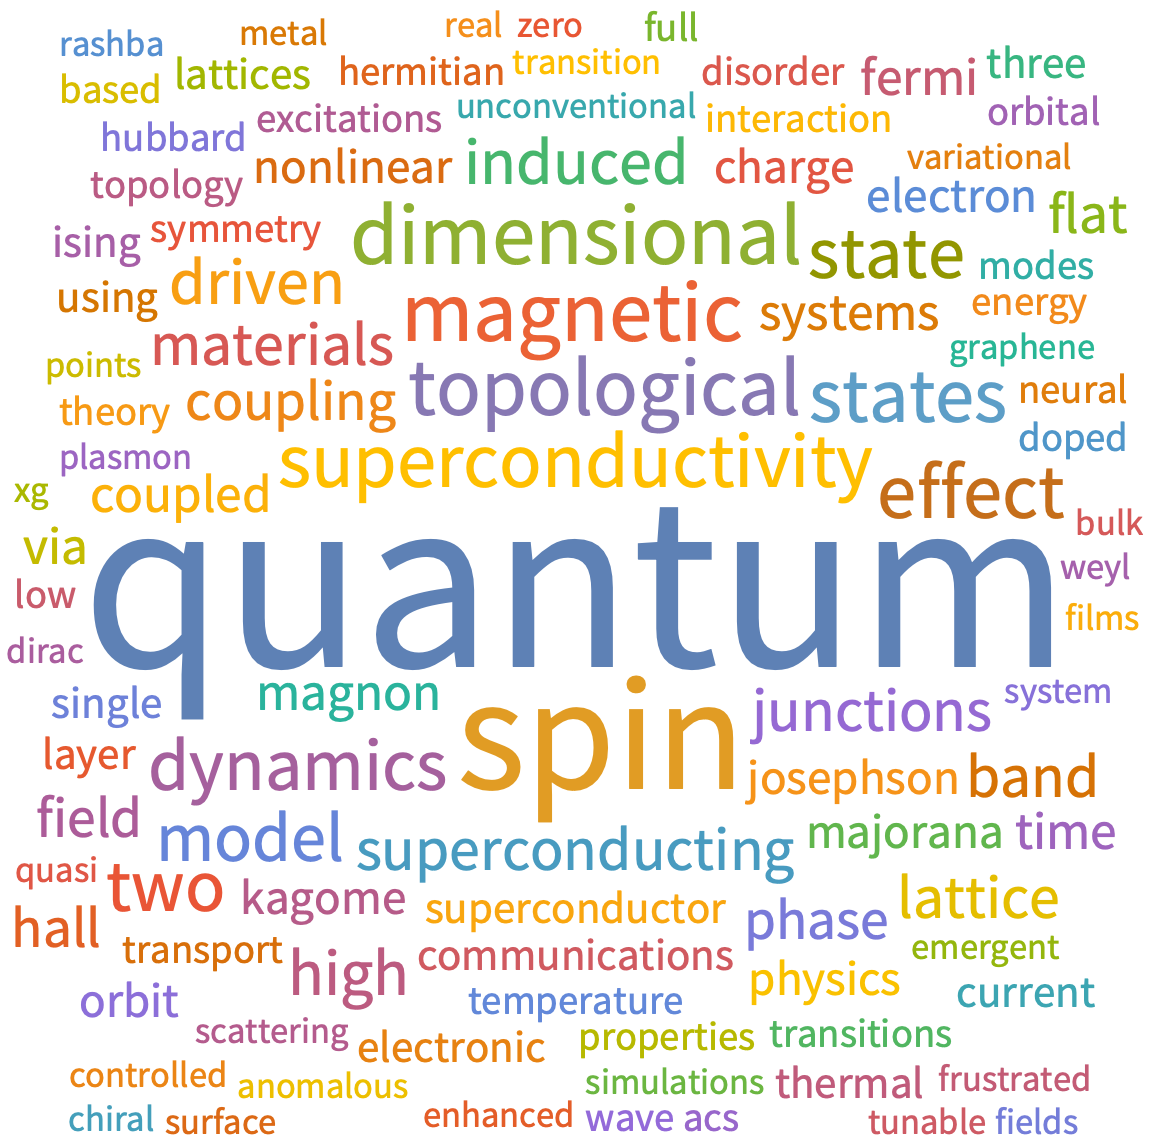 real zero full
rashba metal
based lattices hermitian transition disorder fermi three
excitations unconventional interaction orbital
hubbard nonlinear induced charge variational
topology electron flat
ising symmetry dimensional state modes
using driven magnetic systems energy
points materials graphene
theory coupling topological states neural
plasmon superconductivity doped
xg coupled effect bulk
via quantum weyl
low films
dirac
single magnon spin junctions system
layer dynamics josephson band
field model superconducting majorana time
quasi two kagome superconductor phase lattice
hall transport high communications emergent
orbit temperature physics current
scattering electronic properties transitions
controlled anomalous simulations thermal frustrated
chiral surface enhanced wave acs tunable fields